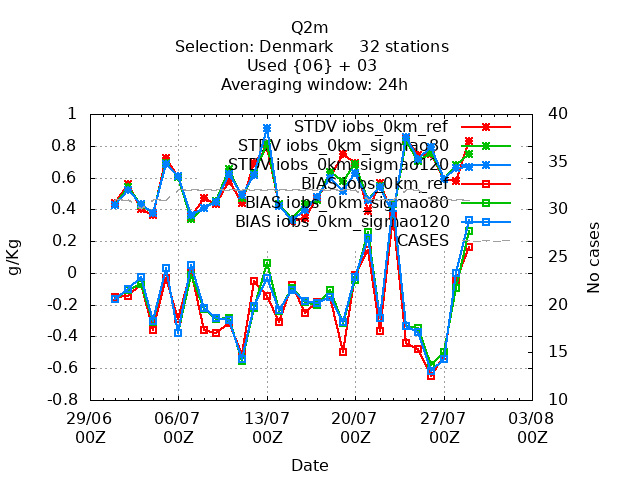 Q2m
Selection: Denmark 32 stations
Used {06} + 03
Averaging window: 24h
STDV iobs_0km_ref
STDV iobs_0km_sigmao80
STDV iobs_0km_sigmao120
BIAS iobs_0km_ref
BIAS iobs_0km_sigmao80
BIAS iobs_0km_sigmao120
CASES
1
0.8
0.6
0.4
0.2
0
-0.2
-0.4
-0.6
-0.8
g/Kg
40
35
30
25
20
15
10
No cases
29/06 06/07 13/07 20/07 27/07 03/08
00Z 00Z 00Z 00Z 00Z 00Z
Date